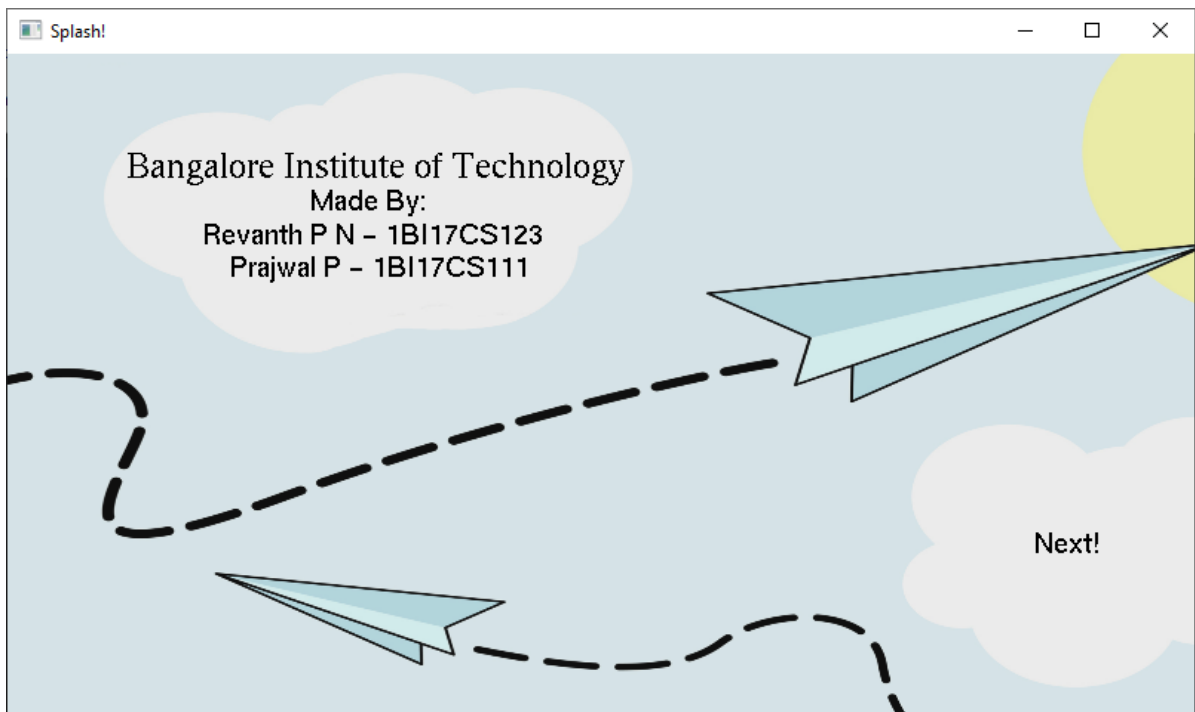 Splash!
Bangalore Institute of Technology
Made By:
Revanth P N - 1BI17CS123
Prajwal P - 1BI17CS111
Next!